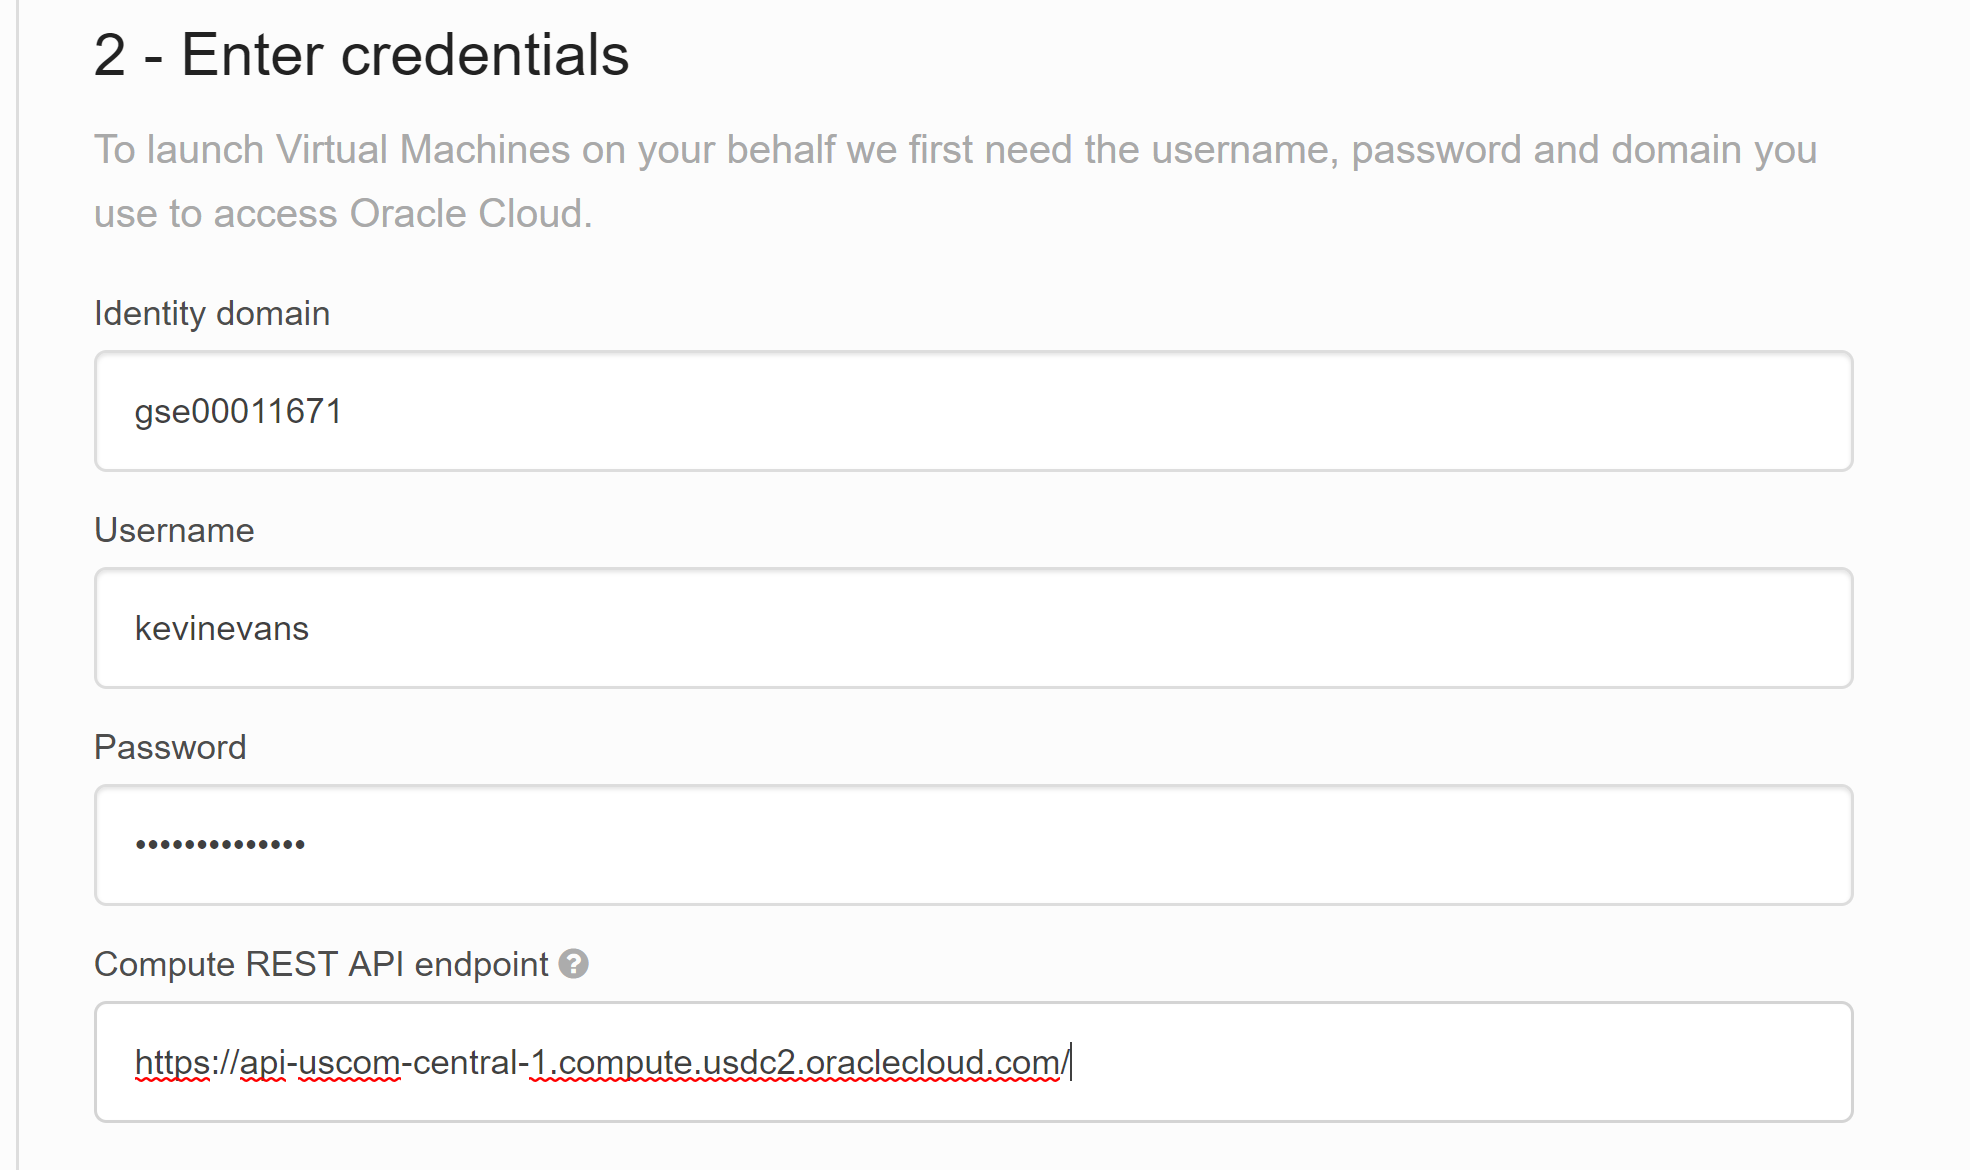 2 - Enter credentials
To launch Virtual Machines on your behalf we first need the username, password and domain you
use to access Oracle Cloud.
Identity domain
gse00011671
Username
kevinevans
Password
••••••••••••••
Compute REST API endpoint ?
https://api-uscom-central-1.compute.usdc2.oraclecloud.com/